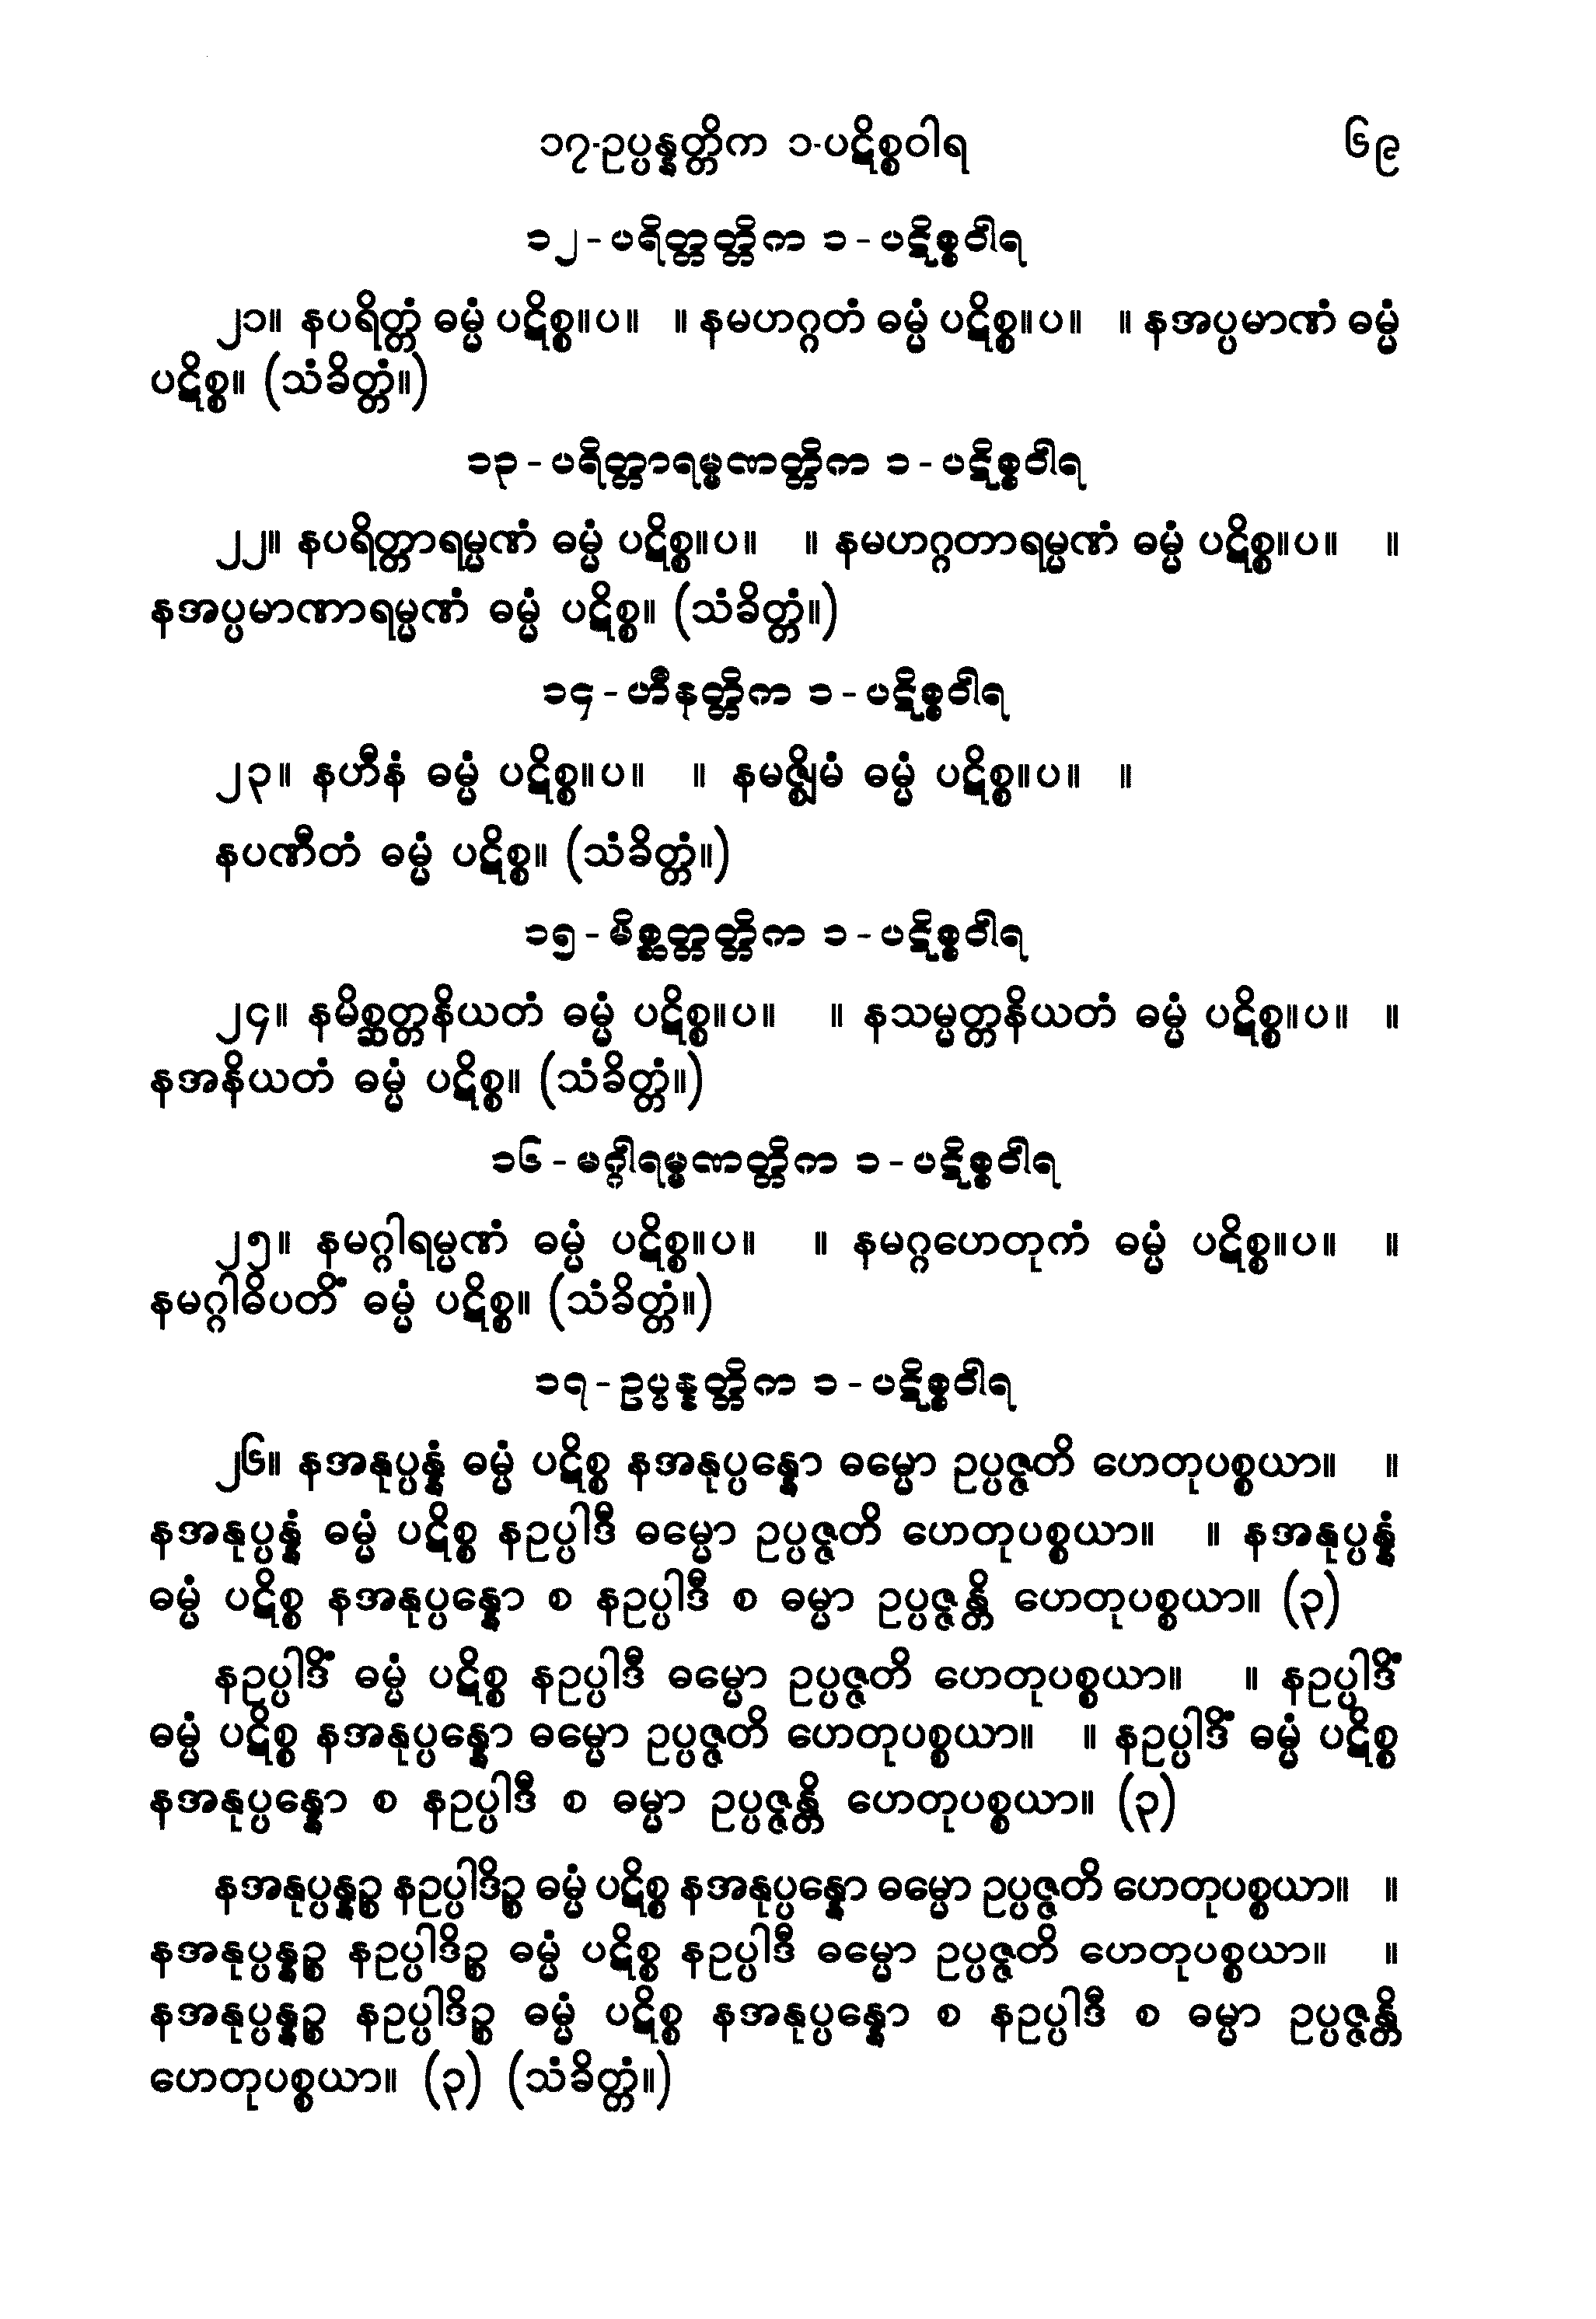 ၁၇-ဥပ္ပန္နတ္တိက ၁-ပဋိစ္စဝါရ ၆၉
၁၂-ပရိတ္တတ္တိက ၁-ပဋိစ္စဝါရ
၂၁။ နပရိတ္တံ ဓမ္မံ ပဋိစ္စ။ပ။ ။ နမဟဂ္ဂတံ ဓမ္မံ ပဋိစ္စ။ပ။ ။ နအပ္ပမာဏံ ဓမ္မံ
ပဋိစ္စ။ (သံခိတ္တံ။)
၁၃-ပရိတ္တာရမ္မဏတ္တိက ၁-ပဋိစ္စဝါရ
၂၂။ နပရိတ္တာရမ္မဏံ ဓမ္မံ ပဋိစ္စ။ပ။ ။ နမဟဂ္ဂတာရမ္မဏံ ဓမ္မံ ပဋိစ္စ။ပ။ ။
နအပ္ပမာဏာရမ္မဏံ ဓမ္မံ ပဋိစ္စ။ (သံခိတ္တံ။)
၁၄-ဟီနတ္တိက ၁-ပဋိစ္စဝါရ
၂၃။ နဟီနံ ဓမ္မံ ပဋိစ္စ။ပ။ ။ နမဇ္ဈိမံ ဓမ္မံ ပဋိစ္စ။ပ။ ။
နပဏီတံ ဓမ္မံ ပဋိစ္စ။ (သံခိတ္တံ။)
၁၅-မိစ္ဆတ္တတ္တိက ၁-ပဋိစ္စဝါရ
၂၄။ နမိစ္ဆတ္တနိယတံ ဓမ္မံ ပဋိစ္စ။ပ။ ။ နသမ္မတ္တနိယတံ ဓမ္မံ ပဋိစ္စ။ပ။ ။
နအနိယတံ ဓမ္မံ ပဋိစ္စ။ (သံခိတ္တံ။)
၁၆-မဂ္ဂါရမ္မဏတ္တိက ၁-ပဋိစ္စဝါရ
၂၅။ နမဂ္ဂါရမ္မဏံ ဓမ္မံ ပဋိစ္စ။ပ။ ။ နမဂ္ဂဟေတုကံ ဓမ္မံ ပဋိစ္စ။ပ။ ။
နမဂ္ဂါဓိပတိံ ဓမ္မံ ပဋိစ္စ။ (သံခိတ္တံ။)
၁၇-ဥပ္ပန္နတ္တိက ၁-ပဋိစ္စဝါရ
၂၆။ နအနုပ္ပန္နံ ဓမ္မံ ပဋိစ္စ နအနုပ္ပန္နော ဓမ္မော ဥပ္ပဇ္ဇတိ ဟေတုပစ္စယာ။ ။
နအနုပ္ပန္နံ ဓမ္မံ ပဋိစ္စ နဥပ္ပါဒီ ဓမ္မော ဥပ္ပဇ္ဇတိ ဟေတုပစ္စယာ။ ။ နအနုပ္ပန္နံ
ဓမ္မံ ပဋိစ္စ နအနုပ္ပန္နော စ နဥပ္ပါဒီ စ ဓမ္မာ ဥပ္ပဇ္ဇန္တိ ဟေတုပစ္စယာ။ (၃)
နဥပ္ပါဒိံ ဓမ္မံ ပဋိစ္စ နဥပ္ပါဒီ ဓမ္မော ဥပ္ပဇ္ဇတိ ဟေတုပစ္စယာ။ ။ နဥပ္ပါဒိံ
ဓမ္မံ ပဋိစ္စ နအနုပ္ပန္နော ဓမ္မော ဥပ္ပဇ္ဇတိ ဟေတုပစ္စယာ။ ။ နဥပ္ပါဒိံ ဓမ္မံ ပဋိစ္စ
နအနုပ္ပန္နော စ နဥပ္ပါဒီ စ ဓမ္မာ ဥပ္ပဇ္ဇန္တိ ဟေတုပစ္စယာ။ (၃)
နအနုပ္ပန္နဉ္စ နဥပ္ပါဒိဉ္စ ဓမ္မံ ပဋိစ္စ နအနုပ္ပန္နော ဓမ္မော ဥပ္ပဇ္ဇတိ ဟေတုပစ္စယာ။ ။
နအနုပ္ပန္နဉ္စ နဥပ္ပါဒိဉ္စ ဓမ္မံ ပဋိစ္စ နဥပ္ပါဒီ ဓမ္မော ဥပ္ပဇ္ဇတိ ဟေတုပစ္စယာ။ ။
နအနုပ္ပန္နဉ္စ နဥပ္ပါဒိဉ္စ ဓမ္မံ ပဋိစ္စ နအနုပ္ပန္နော စ နဥပ္ပါဒီ စ ဓမ္မာ ဥပ္ပဇ္ဇန္တိ
ဟေတုပစ္စယာ။ (၃) (သံခိတ္တံ။)